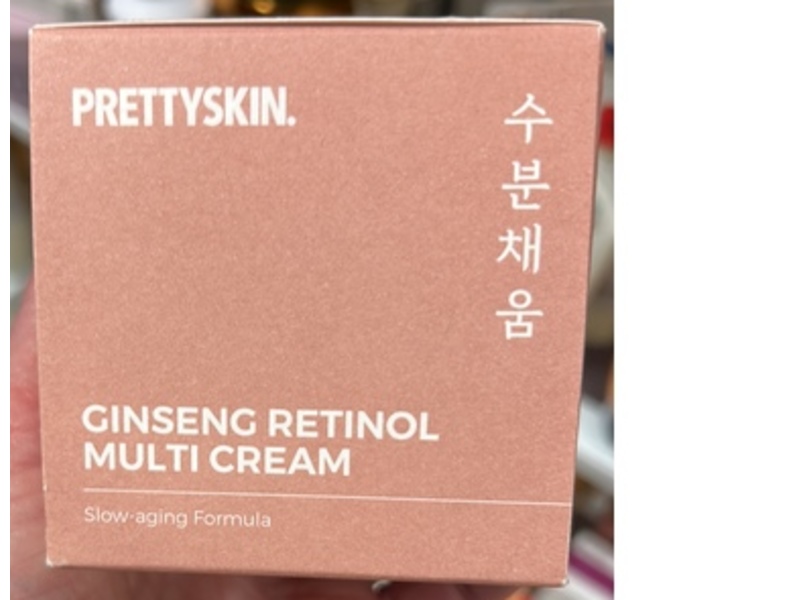 PRETTYSKIN.
수분채움
GINSENG RETINOL
MULTI CREAM
Slow-aging Formula